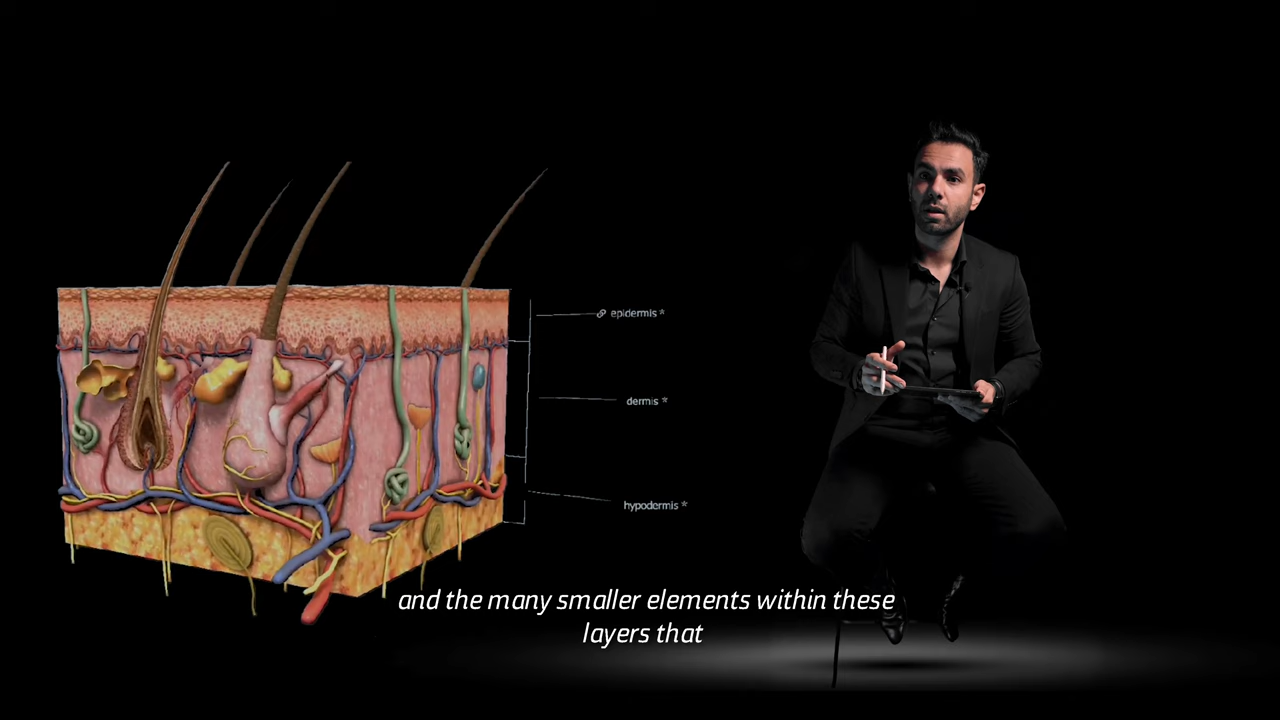 epidermis *
dermis *
hypodermis *
and the many smaller elements within these
layers that